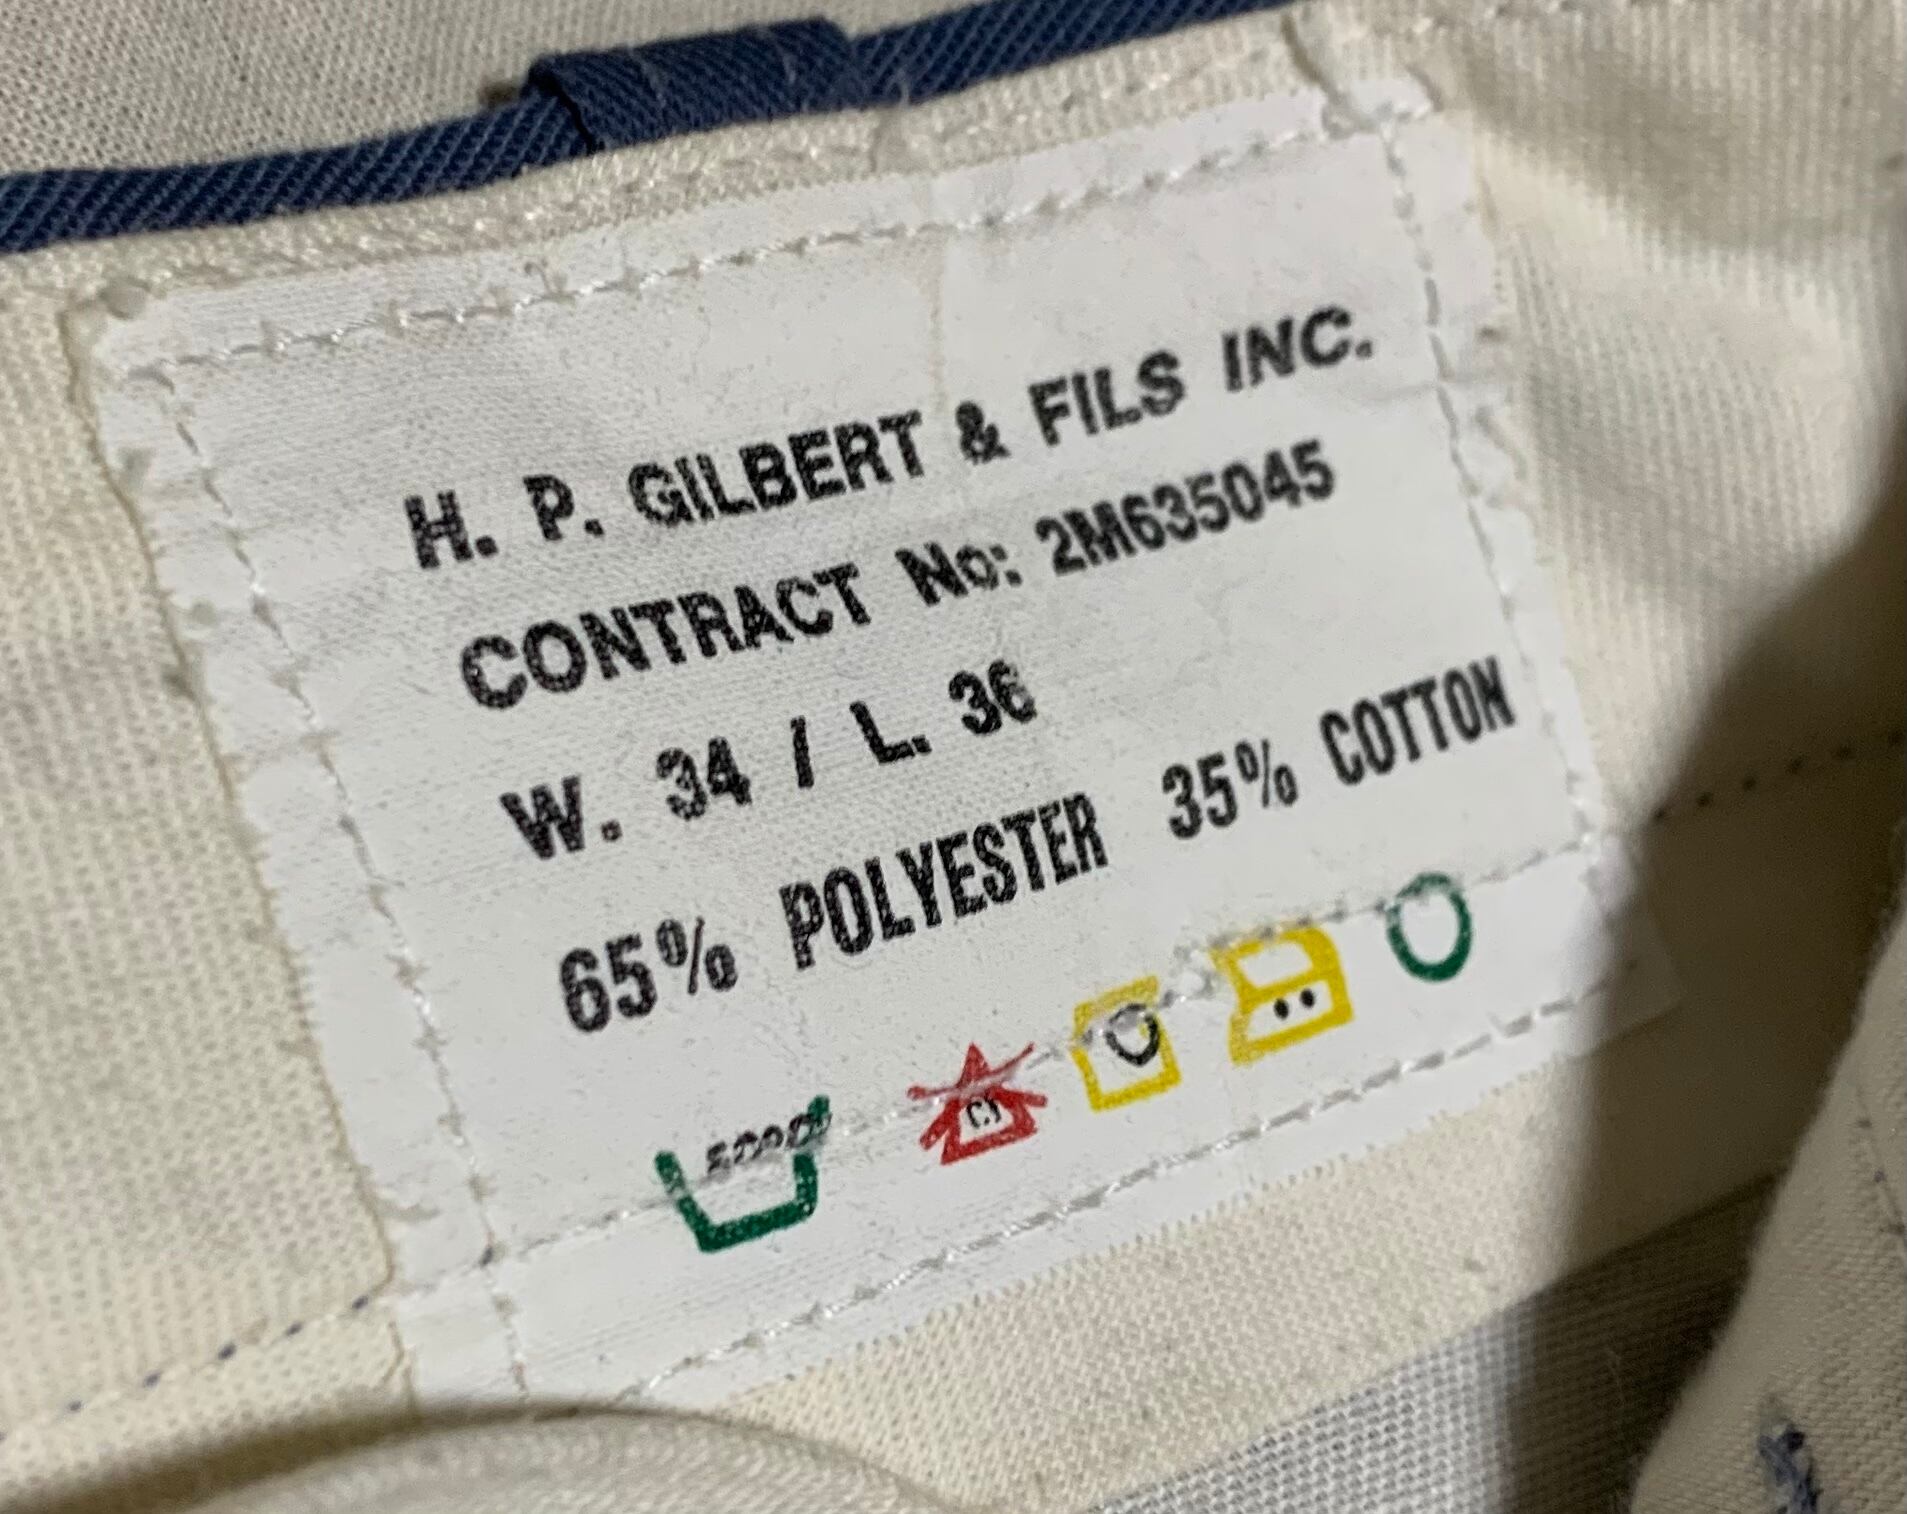 H. P. GILBERT & FILS INC.
CONTRACT No: 2M635045
W. 34 / L. 36
65% POLYESTER 35% COTTON